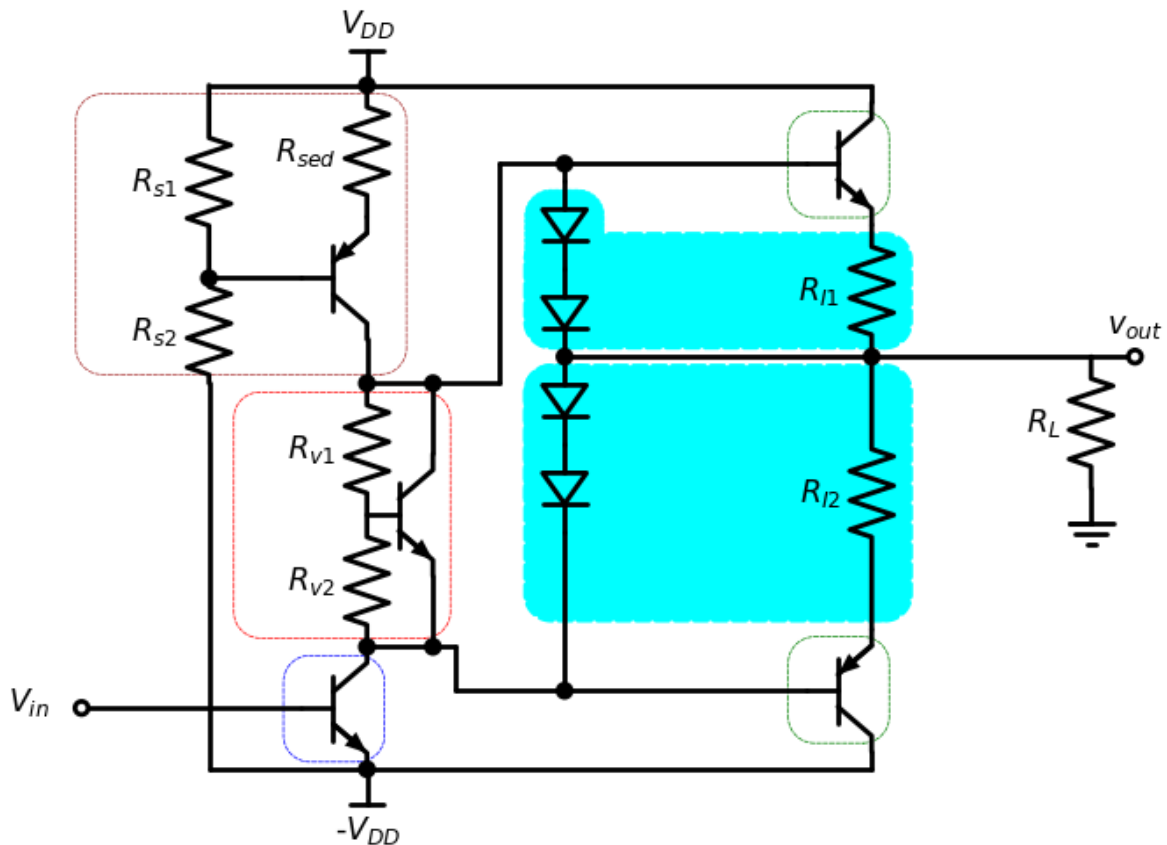 V_DD
R_sed
R_s1
R_s2
R_l1
v_out
R_L
R_v1
R_l2
R_v2
V_in
-V_DD